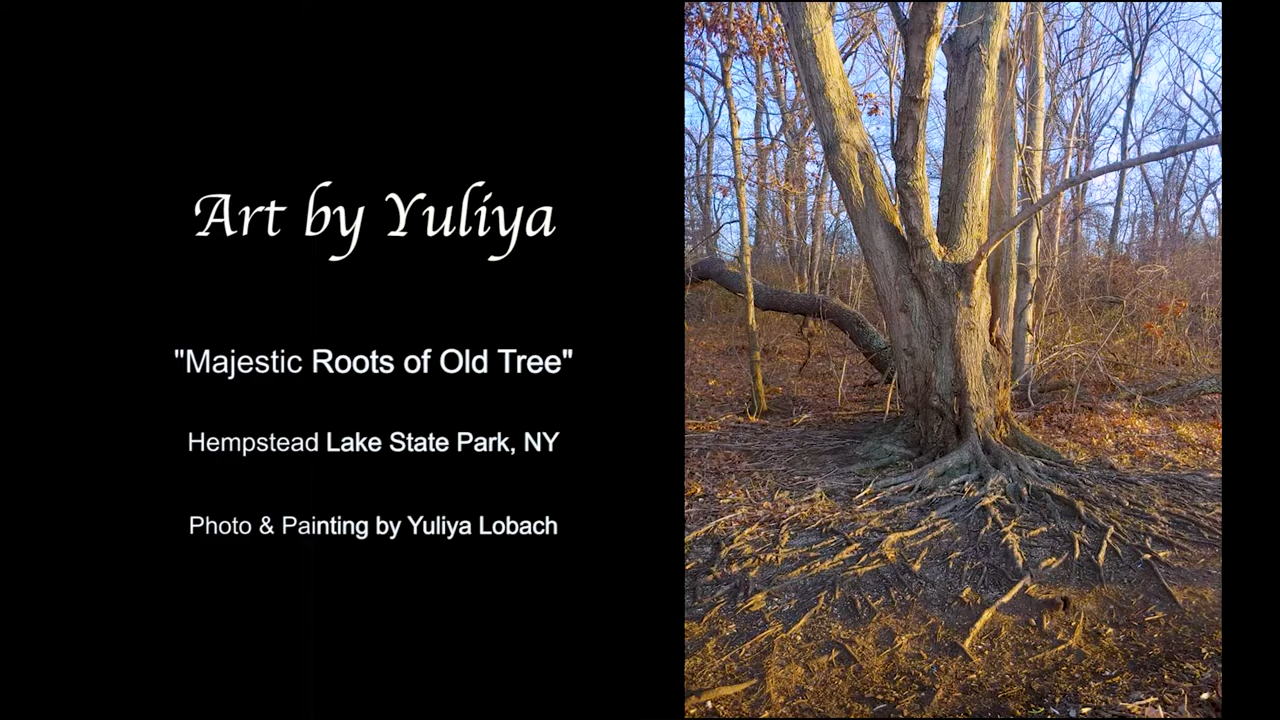 Art by Yuliya
"Majestic Roots of Old Tree"
Hempstead Lake State Park, NY
Photo & Painting by Yuliya Lobach